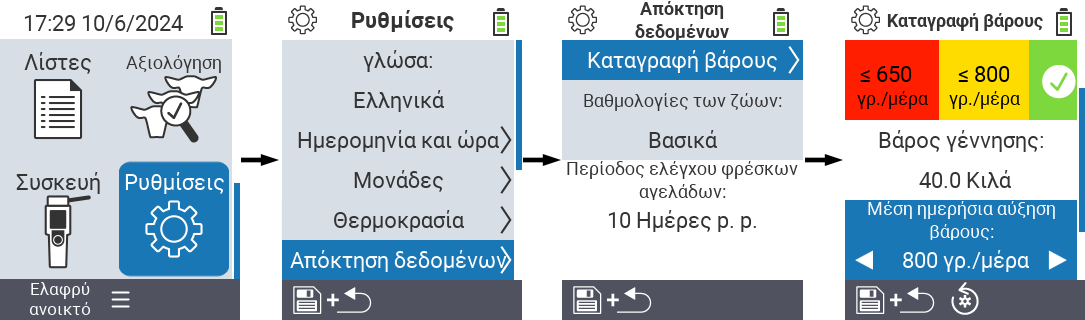 17:29 10/6/2024
Λίστες
Αξιολόγηση
Συσκευή
Ρυθμίσεις
Ελαφρύ
ανοικτό
Ρυθμίσεις
γλώσα:
Ελληνικά
Ημερομηνία και ώρα
Μονάδες
Θερμοκρασία
Απόκτηση δεδομένων
+
Απόκτηση
δεδομένων
Καταγραφή βάρους
Βαθμολογίες των ζώων:
Βασικά
Περίοδος ελέγχου φρέσκων
αγελάδων:
10 Ημέρες p. p.
+
Καταγραφή βάρους
≤ 650
γρ./μέρα
≤ 800
γρ./μέρα
Βάρος γέννησης:
40.0 Κιλά
Μέση ημερήσια αύξηση
βάρους:
800 γρ./μέρα
+